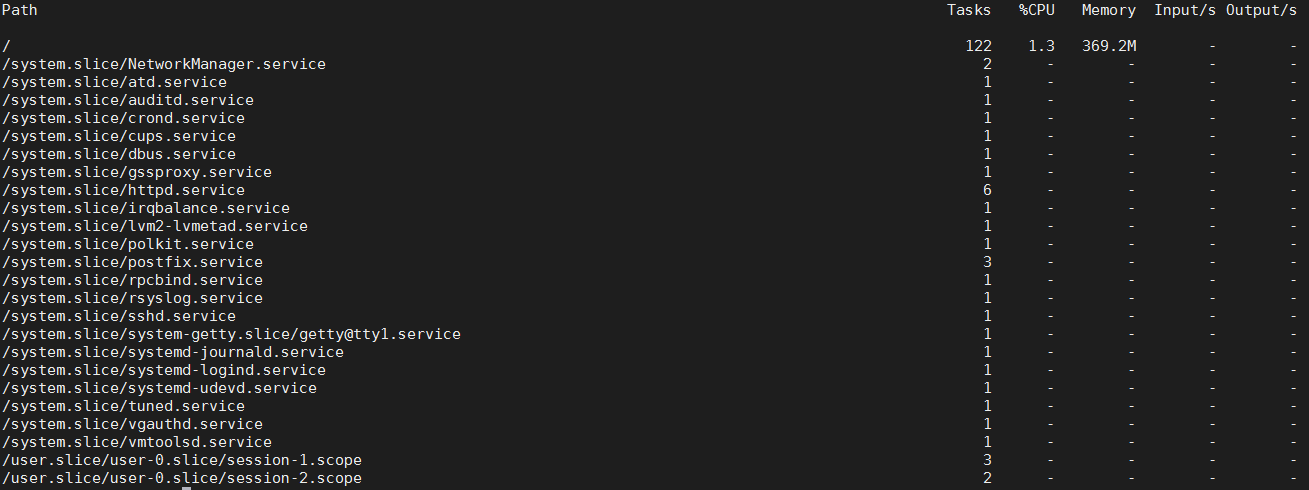 Path Tasks %CPU Memory Input/s Output/s
/ 122 1.3 369.2M - -
/system.slice/NetworkManager.service 2 - - - -
/system.slice/atd.service 1 - - - -
/system.slice/auditd.service 1 - - - -
/system.slice/crond.service 1 - - - -
/system.slice/cups.service 1 - - - -
/system.slice/dbus.service 1 - - - -
/system.slice/gssproxy.service 1 - - - -
/system.slice/httpd.service 6 - - - -
/system.slice/irqbalance.service 1 - - - -
/system.slice/lvm2-lvmetad.service 1 - - - -
/system.slice/polkit.service 1 - - - -
/system.slice/postfix.service 3 - - - -
/system.slice/rpcbind.service 1 - - - -
/system.slice/rsyslog.service 1 - - - -
/system.slice/sshd.service 1 - - - -
/system.slice/system-getty.slice/getty@tty1.service 1 - - - -
/system.slice/systemd-journald.service 1 - - - -
/system.slice/systemd-logind.service 1 - - - -
/system.slice/systemd-udevd.service 1 - - - -
/system.slice/tuned.service 1 - - - -
/system.slice/vgauthd.service 1 - - - -
/system.slice/vmtoolsd.service 1 - - - -
/user.slice/user-0.slice/session-1.scope 3 - - - -
/user.slice/user-0.slice/session-2.scope 2 - - - -